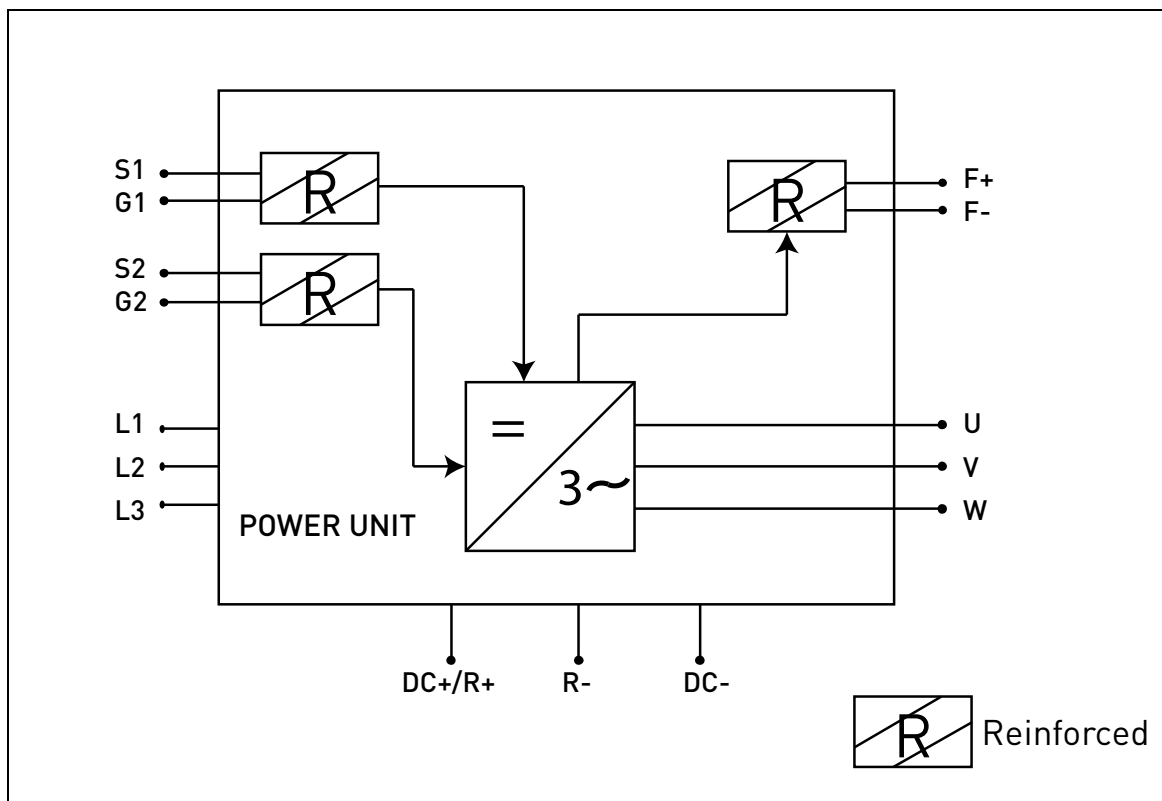 S1
G1
R
S2
G2
R
R
F+
F-
L1
L2
L3
POWER UNIT
=
3~
U
V
W
DC+/R+
R-
DC-
R
Reinforced